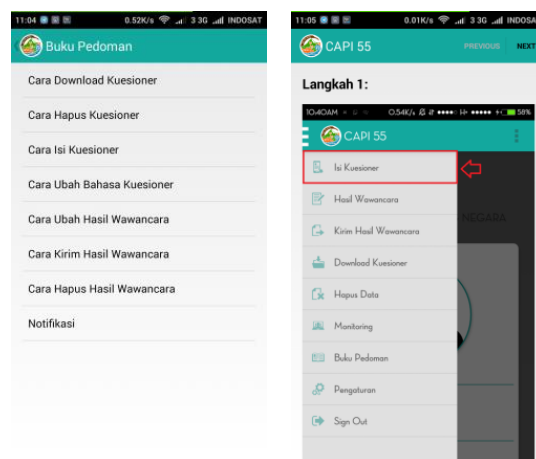 11:04 0.52K/s 3 3G INDOSAT
Buku Pedoman
Cara Download Kuesioner
Cara Hapus Kuesioner
Cara Isi Kuesioner
Cara Ubah Bahasa Kuesioner
Cara Ubah Hasil Wawancara
Cara Kirim Hasil Wawancara
Cara Hapus Hasil Wawancara
Notifikasi
11:05 0.01K/s 3 3G INDOSA
CAPI 55 PREVIOUS NEXT
Langkah 1:
10:40AM 0.54K/s 58%
CAPI 55
Isi Kuesioner
Hasil Wawancara
NEGARA
Kirim Hasil Wawancara
Download Kuesioner
Hapus Data
Monitoring
Buku Pedoman
Pengaturan
Sign Out